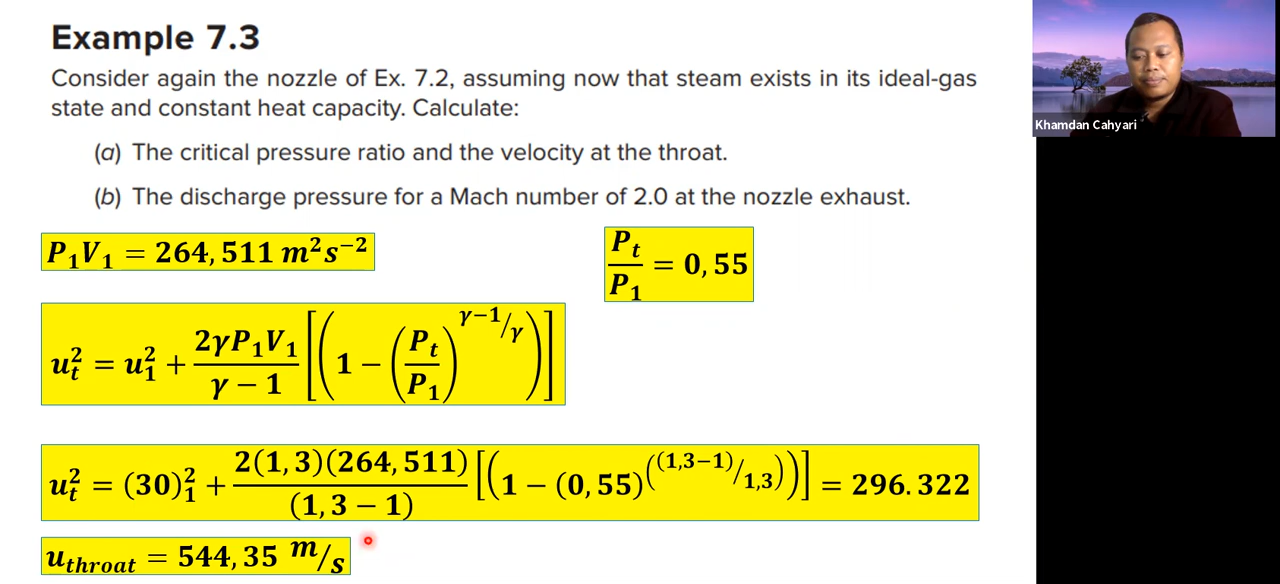 Example 7.3
Consider again the nozzle of Ex. 7.2, assuming now that steam exists in its ideal-gas
state and constant heat capacity. Calculate:
(a) The critical pressure ratio and the velocity at the throat.
(b) The discharge pressure for a Mach number of 2.0 at the nozzle exhaust.
P₁V₁ = 264,511 m²s⁻²
Pₜ/P₁ = 0,55
uₜ² = u₁² + 2γP₁V₁/γ − 1 [(1 − (Pₜ/P₁)^(γ−1/γ))]
uₜ² = (30)₁² + 2(1,3)(264,511)/(1,3 − 1) [(1 − (0,55)^((1,3−1)/1,3))] = 296.322
u_throat = 544,35 m/s
Khamdan Cahyari